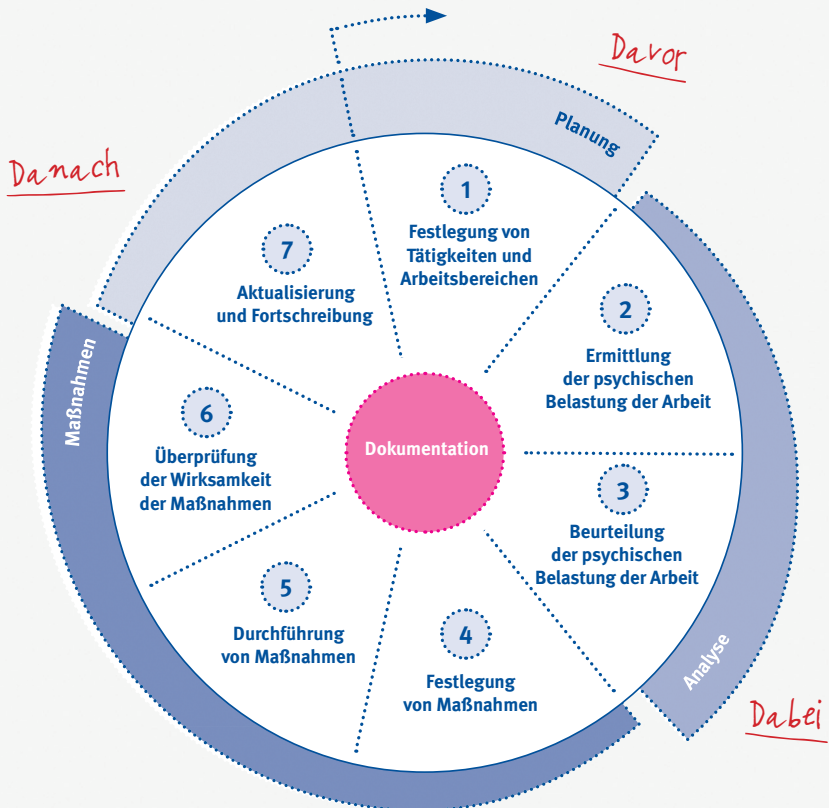 Davor
Danach
Planung
1
Festlegung von
Tätigkeiten und
Arbeitsbereichen
2
Ermittlung
der psychischen
Belastung der Arbeit
3
Beurteilung
der psychischen
Belastung der Arbeit
Analyse
Dabei
4
Festlegung
von Maßnahmen
5
Durchführung
von Maßnahmen
6
Überprüfung
der Wirksamkeit
der Maßnahmen
Maßnahmen
7
Aktualisierung
und Fortschreibung
Dokumentation